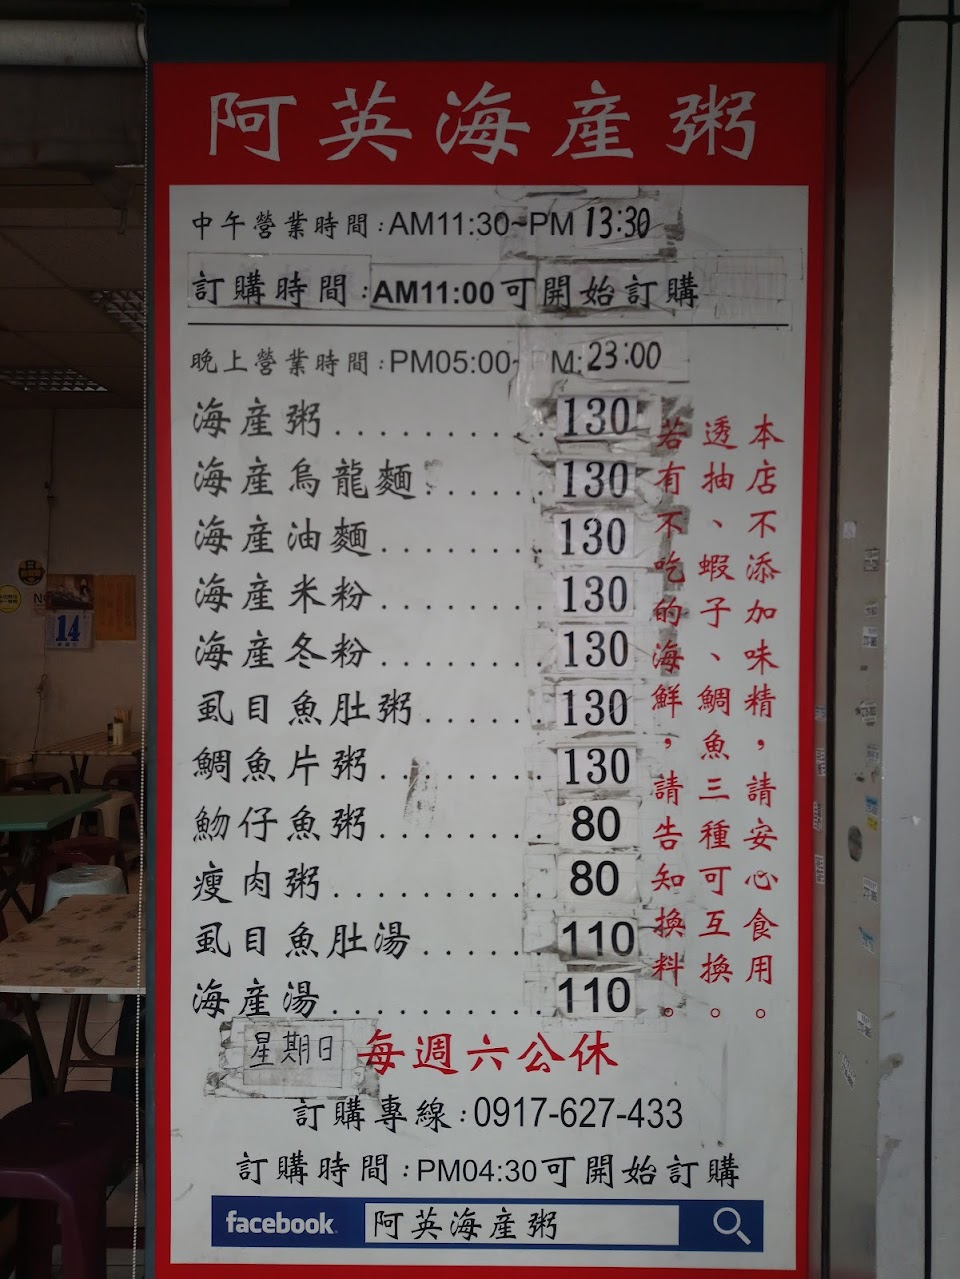 阿英海產粥
中午營業時間:AM11:30~PM 13:30
訂購時間:AM11:00可開始訂購
晚上營業時間:PM05:00~PM:23:00
海產粥..........130
海產烏龍麵......130
海產油麵........130
海產米粉........130
海產冬粉........130
虱目魚肚粥......130
鯛魚片粥........130
魩仔魚粥........80
瘦肉粥..........80
虱目魚肚湯......110
海產湯..........110
本店不添加味精,請安心食用。
透抽、蝦子、鯛魚三種可互換。
若有不吃的海鮮,請告知換料。
星期日 每週六公休
訂購專線:0917-627-433
訂購時間:PM04:30可開始訂購
facebook 阿英海產粥
14